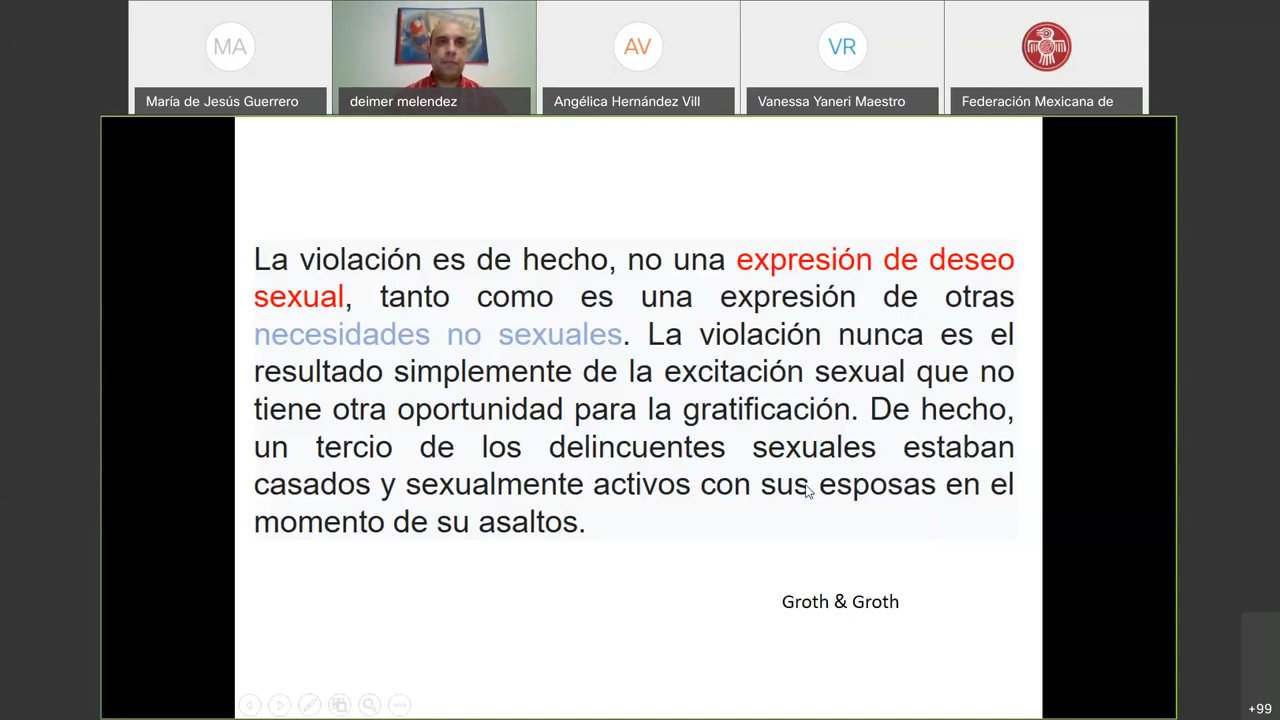 MA
AV
VR
María de Jesús Guerrero
deimer melendez
Angélica Hernández Vill
Vanessa Yaneri Maestro
Federación Mexicana de
La violación es de hecho, no una expresión de deseo
sexual, tanto como es una expresión de otras
necesidades no sexuales. La violación nunca es el
resultado simplemente de la excitación sexual que no
tiene otra oportunidad para la gratificación. De hecho,
un tercio de los delincuentes sexuales estaban
casados y sexualmente activos con sus esposas en el
momento de su asaltos.
Groth & Groth
+99